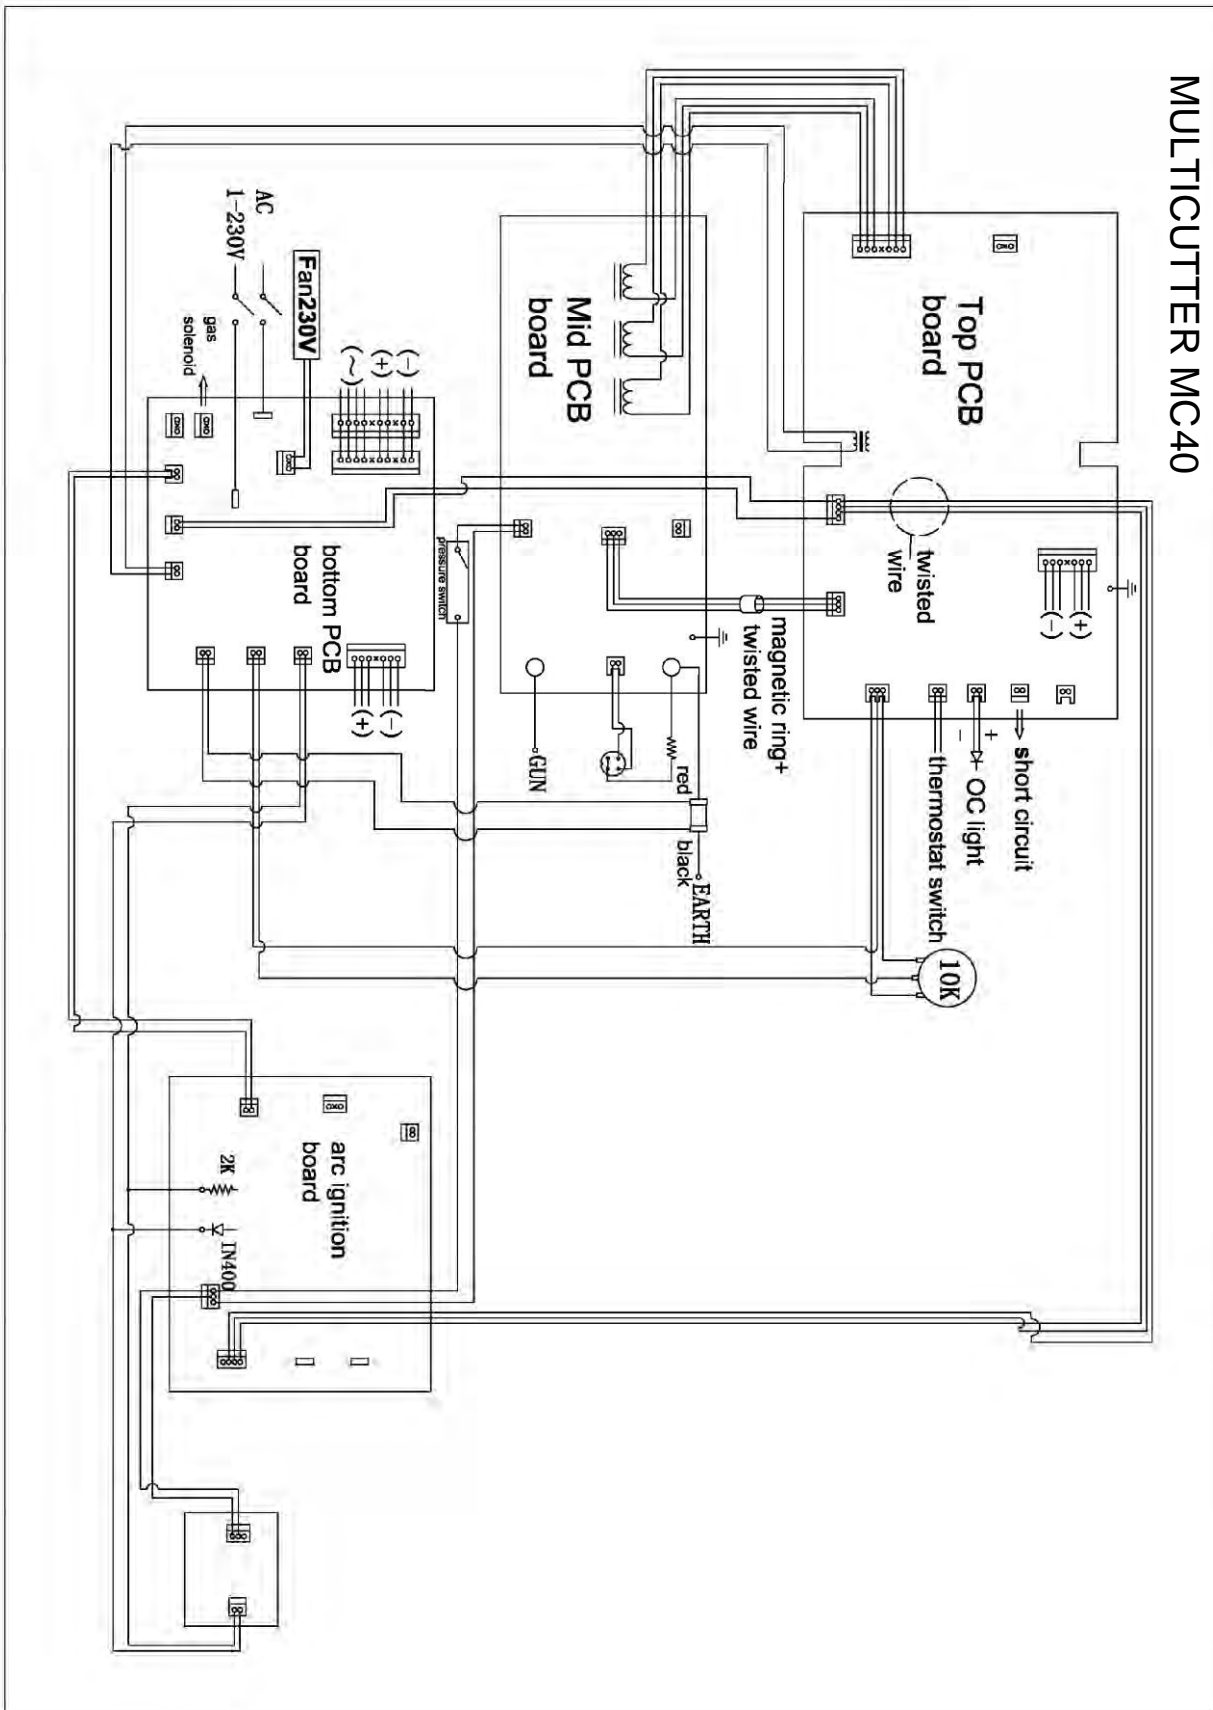 MULTICUTTER MC40
Top PCB
board
twisted
wire
(+)
(-)
short circuit
+
-
OC light
thermostat switch
10K
magnetic ring+
twisted wire
Mid PCB
board
red
black
EARTH
GUN
AC
1-230V
Fan230V
gas
solenoid
(-)
(+)
(~)
pressure switch
bottom PCB
board
(-)
(+)
arc ignition
board
2K
IN400